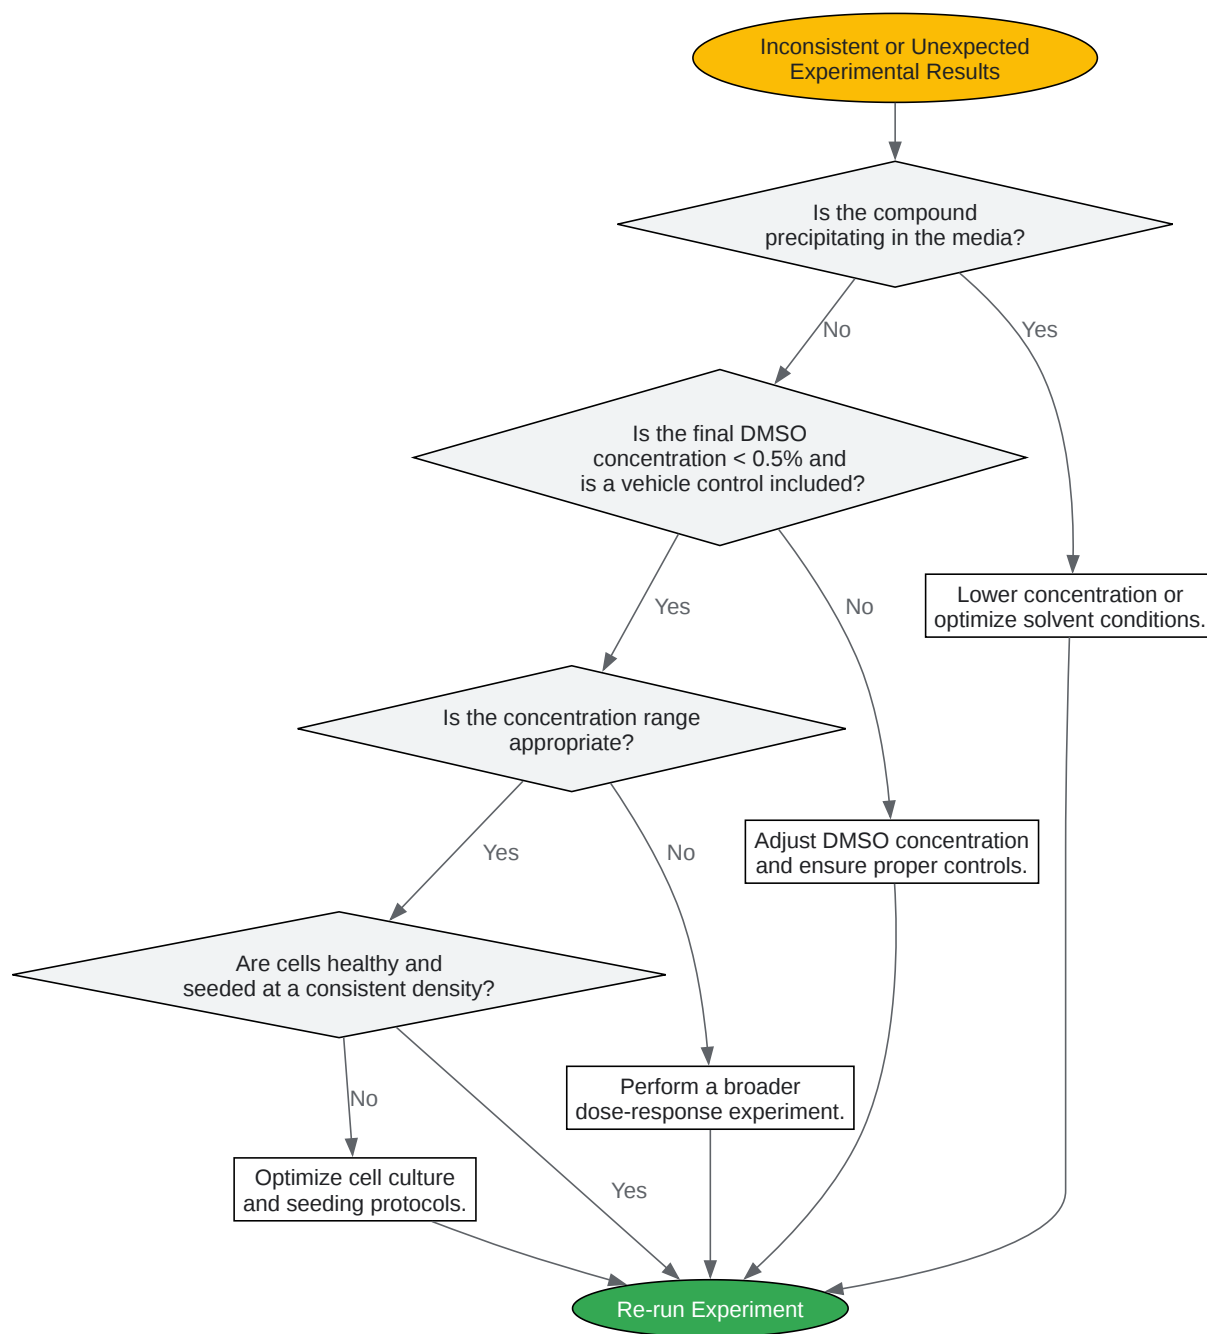 Inconsistent or Unexpected
Experimental Results
Is the compound
precipitating in the media?
No
Yes
Is the final DMSO
concentration < 0.5% and
is a vehicle control included?
Yes
No
Lower concentration or
optimize solvent conditions.
Is the concentration range
appropriate?
Yes
No
Adjust DMSO concentration
and ensure proper controls.
Are cells healthy and
seeded at a consistent density?
No
Yes
Perform a broader
dose-response experiment.
Optimize cell culture
and seeding protocols.
Re-run Experiment